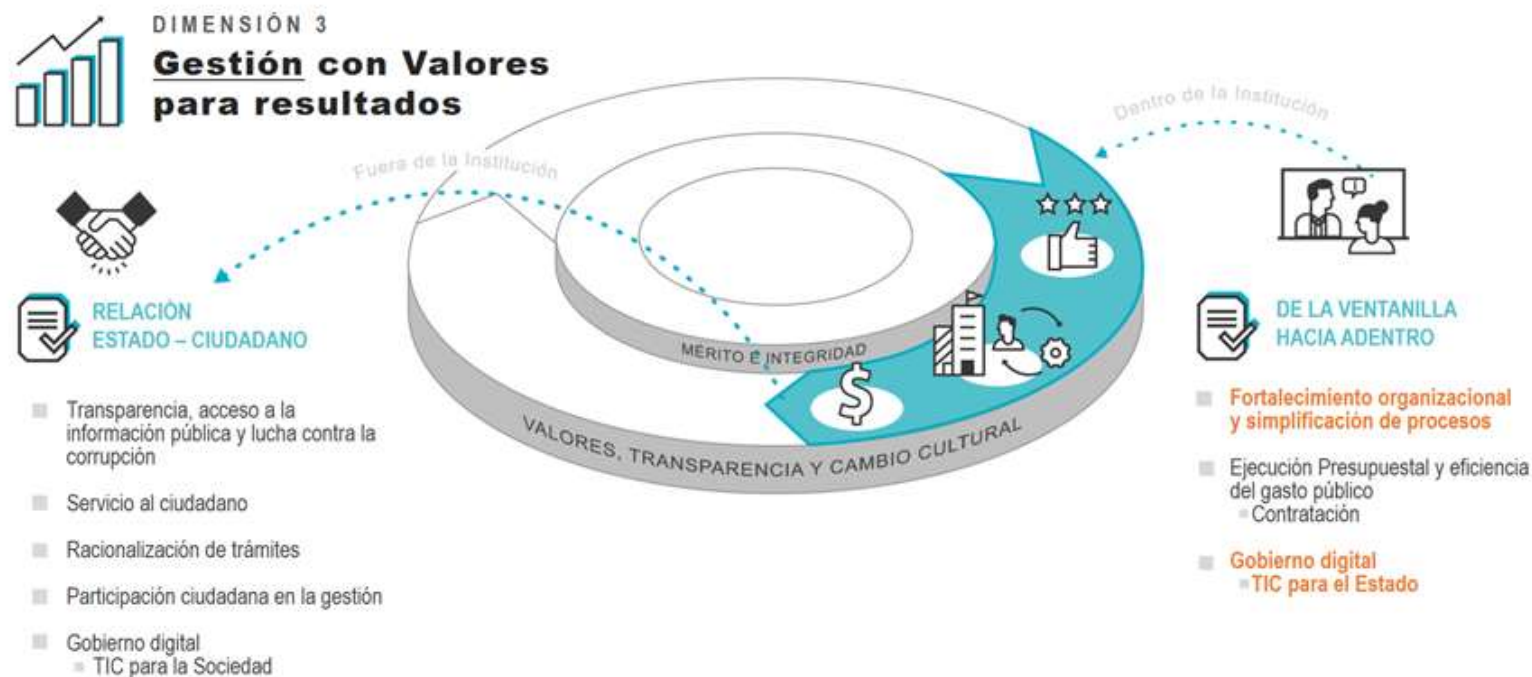 DIMENSIÓN 3
Gestión con Valores
para resultados
Fuera de la Institución
Dentro de la Institución
RELACIÓN
ESTADO – CIUDADANO
Transparencia, acceso a la
información pública y lucha contra la
corrupción
Servicio al ciudadano
Racionalización de trámites
Participación ciudadana en la gestión
Gobierno digital
TIC para la Sociedad
MÉRITO E INTEGRIDAD
VALORES, TRANSPARENCIA Y CAMBIO CULTURAL
$
DE LA VENTANILLA
HACIA ADENTRO
Fortalecimiento organizacional
y simplificación de procesos
Ejecución Presupuestal y eficiencia
del gasto público
Contratación
Gobierno digital
TIC para el Estado